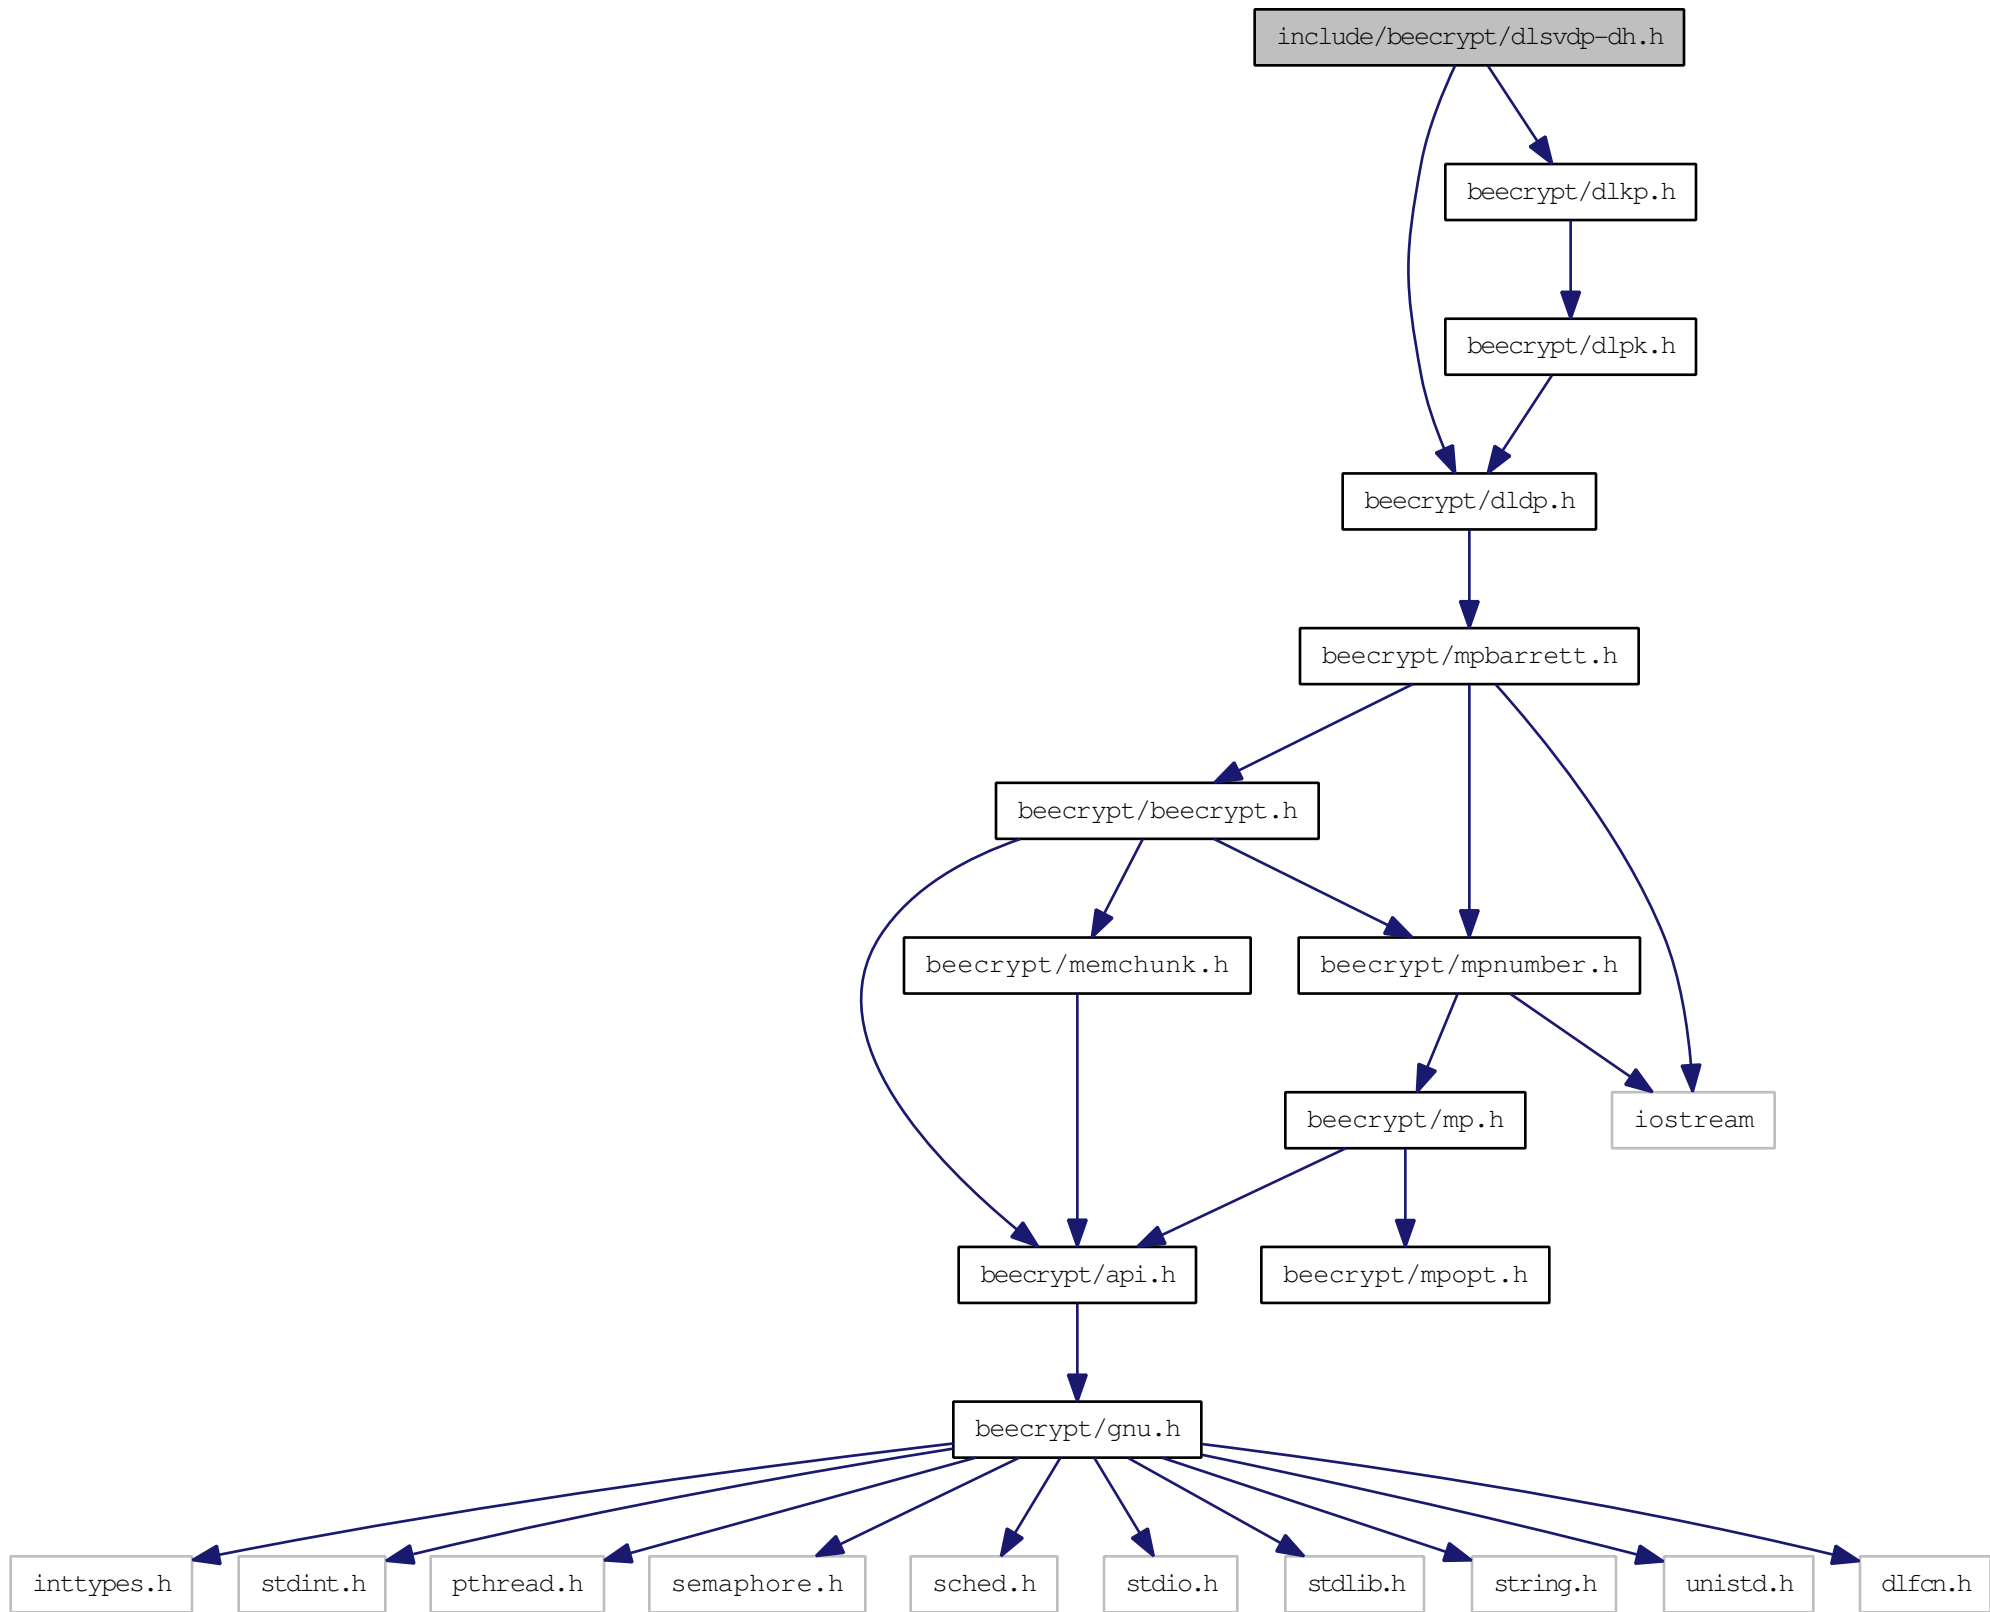 include/beecrypt/dlsvdp-dh.h
beecrypt/dlkp.h
beecrypt/dlpk.h
beecrypt/dldp.h
beecrypt/mpbarrett.h
beecrypt/beecrypt.h
beecrypt/memchunk.h
beecrypt/mpnumber.h
beecrypt/mp.h
iostream
beecrypt/api.h
beecrypt/mpopt.h
beecrypt/gnu.h
inttypes.h
stdint.h
pthread.h
semaphore.h
sched.h
stdio.h
stdlib.h
string.h
unistd.h
dlfcn.h